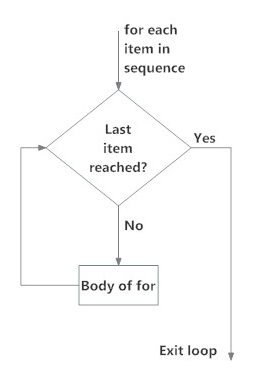 for each
item in
sequence
Last
item
reached?
Yes
No
Body of for
Exit loop